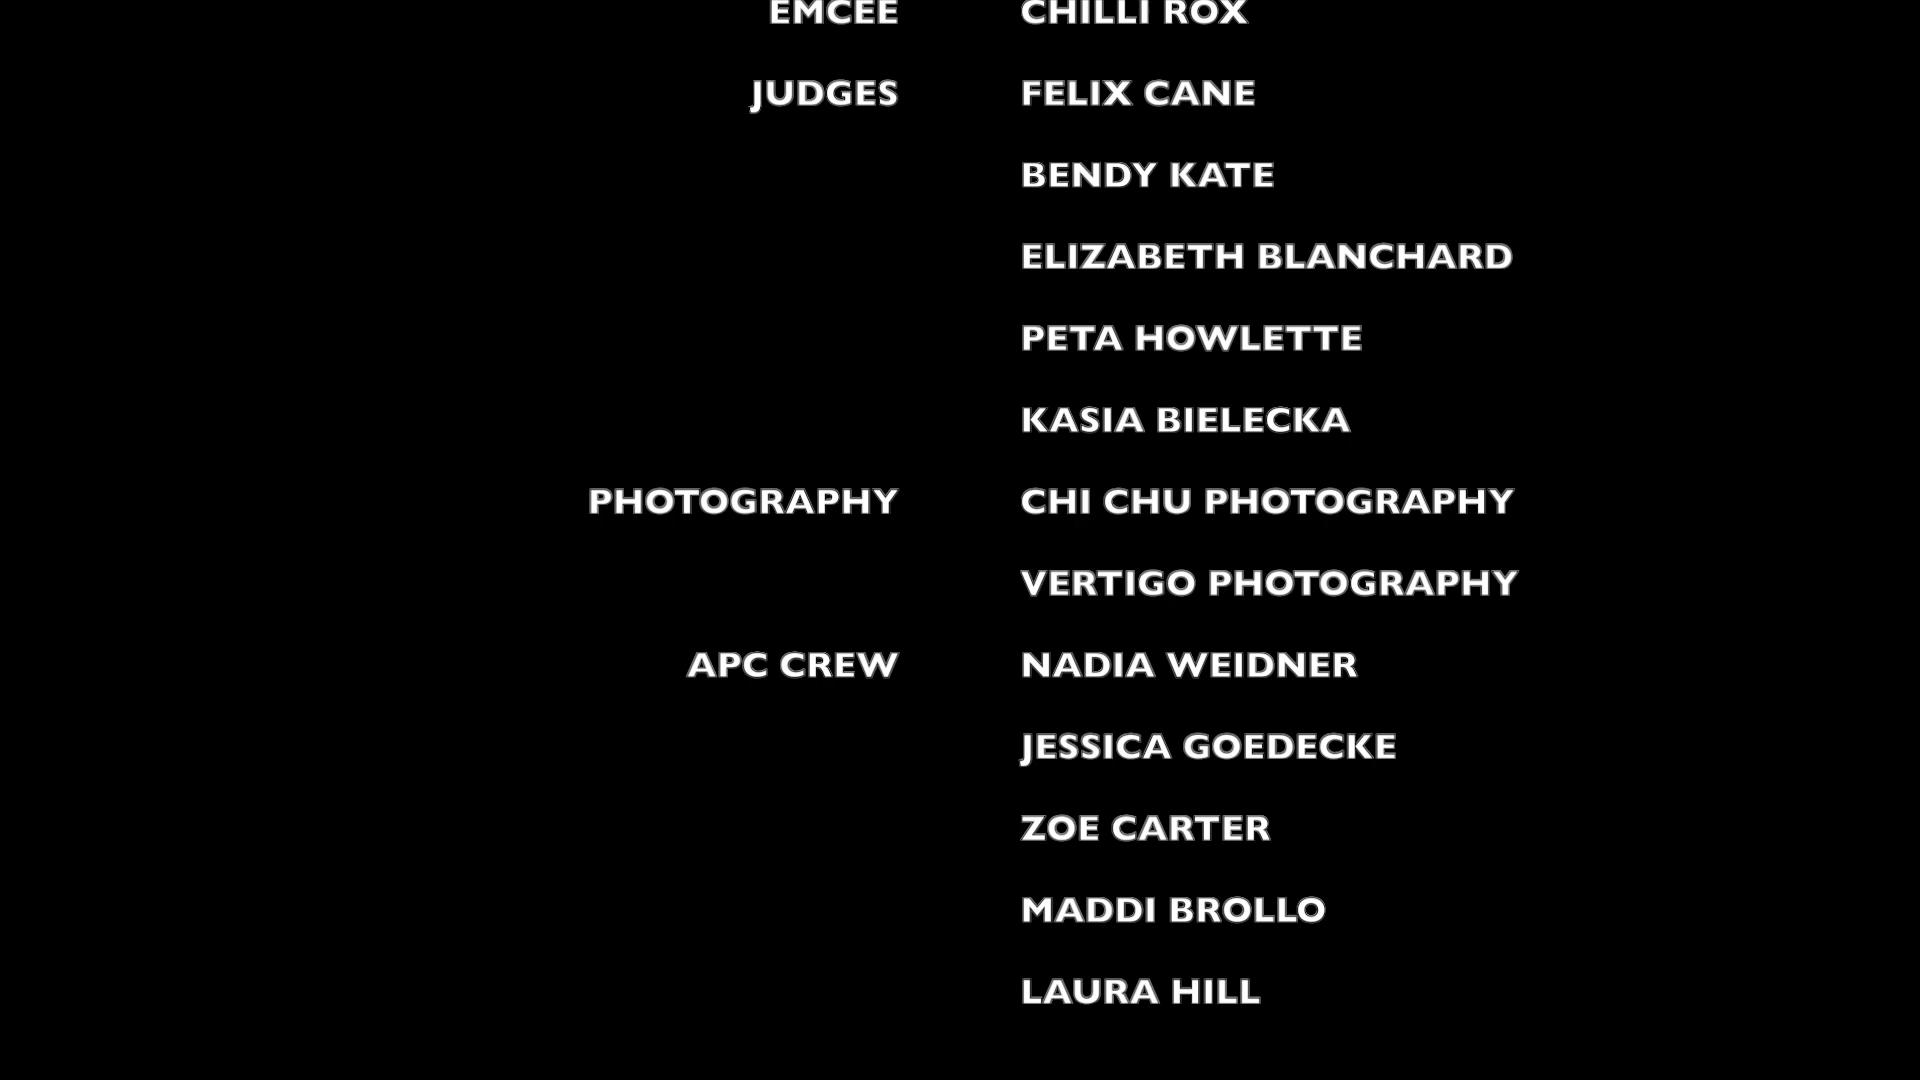 EMCEE CHILLI ROX
JUDGES FELIX CANE
BENDY KATE
ELIZABETH BLANCHARD
PETA HOWLETTE
KASIA BIELECKA
PHOTOGRAPHY CHI CHU PHOTOGRAPHY
VERTIGO PHOTOGRAPHY
APC CREW NADIA WEIDNER
JESSICA GOEDECKE
ZOE CARTER
MADDI BROLLO
LAURA HILL